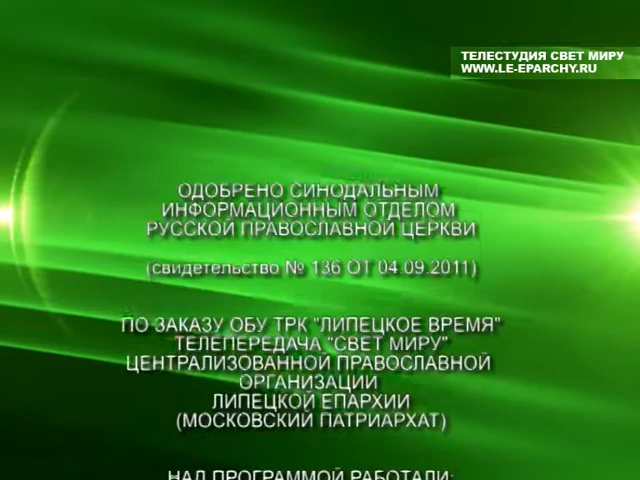 ТЕЛЕСТУДИЯ СВЕТ МИРУ
WWW.LE-EPARCHY.RU
ОДОБРЕНО СИНОДАЛЬНЫМ
ИНФОРМАЦИОННЫМ ОТДЕЛОМ
РУССКОЙ ПРАВОСЛАВНОЙ ЦЕРКВИ
(свидетельство № 136 ОТ 04.09.2011)
ПО ЗАКАЗУ ОБУ ТРК "ЛИПЕЦКОЕ ВРЕМЯ"
ТЕЛЕПЕРЕДАЧА "СВЕТ МИРУ"
ЦЕНТРАЛИЗОВАННОЙ ПРАВОСЛАВНОЙ
ОРГАНИЗАЦИИ
ЛИПЕЦКОЙ ЕПАРХИИ
(МОСКОВСКИЙ ПАТРИАРХАТ)
НАД ПРОГРАММОЙ РАБОТАЛИ: